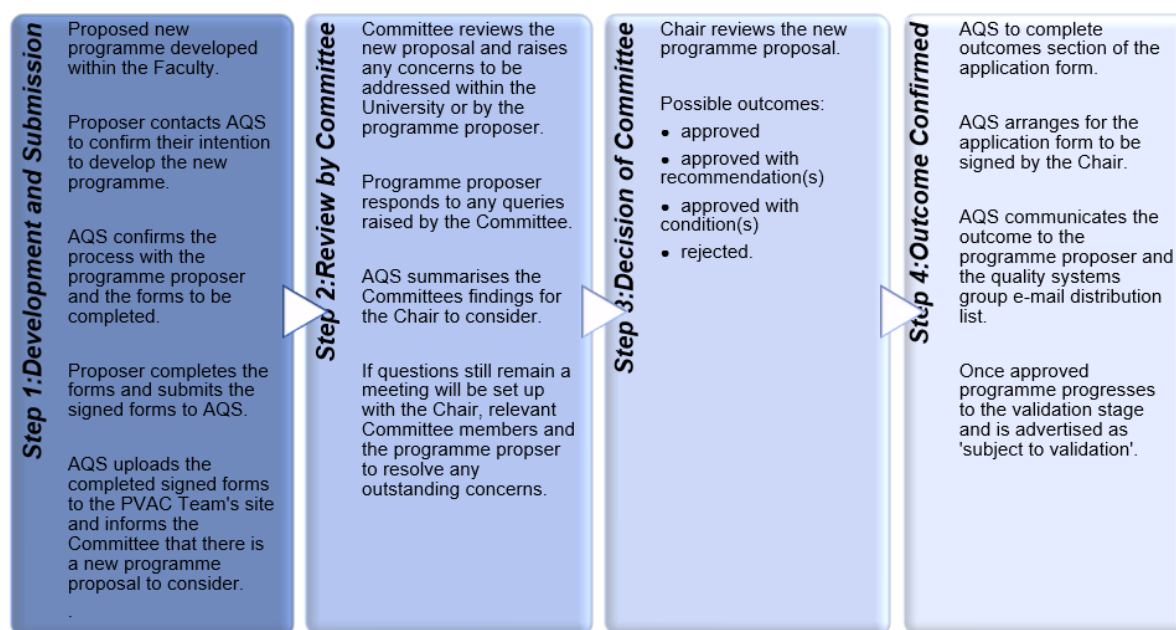 Step 1:Development and Submission
Proposed new
programme developed
within the Faculty.
Proposer contacts AQS
to confirm their intention
to develop the new
programme.
AQS confirms the
process with the
programme proposer
and the forms to be
completed.
Proposer completes the
forms and submits the
signed forms to AQS.
AQS uploads the
completed signed forms
to the PVAC Team's site
and informs the
Committee that there is
a new programme
proposal to consider.
.
Step 2:Review by Committee
Committee reviews the
new proposal and raises
any concerns to be
addressed within the
University or by the
programme proposer.
Programme proposer
responds to any queries
raised by the Committee.
AQS summarises the
Committees findings for
the Chair to consider.
If questions still remain a
meeting will be set up
with the Chair, relevant
Committee members and
the programme propser
to resolve any
outstanding concerns.
Step 3:Decision of Committee
Chair reviews the new
programme proposal.
Possible outcomes:
• approved
• approved with
recommendation(s)
• approved with
condition(s)
• rejected.
Step 4:Outcome Confirmed
AQS to complete
outcomes section of the
application form.
AQS arranges for the
application form to be
signed by the Chair.
AQS communicates the
outcome to the
programme proposer and
the quality systems
group e-mail distribution
list.
Once approved
programme progresses
to the validation stage
and is advertised as
'subject to validation'.